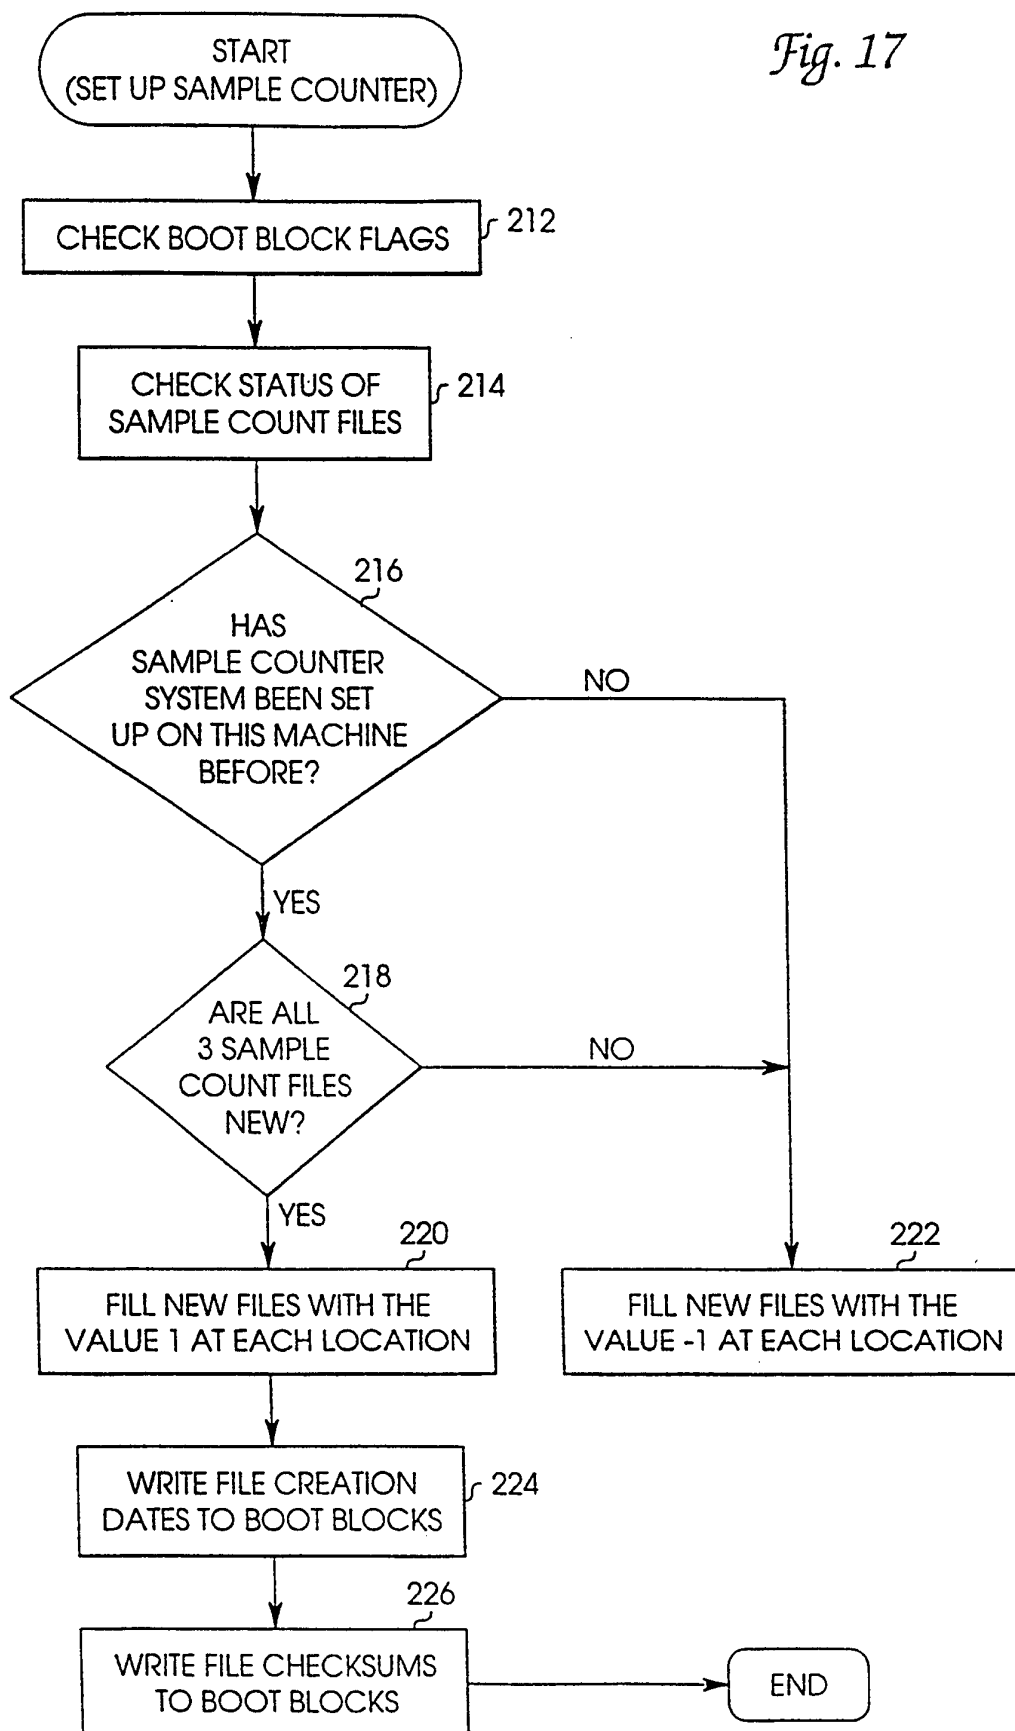 Fig. 17
START
(SET UP SAMPLE COUNTER)
CHECK BOOT BLOCK FLAGS
212
CHECK STATUS OF
SAMPLE COUNT FILES
214
216
HAS
SAMPLE COUNTER
SYSTEM BEEN SET
UP ON THIS MACHINE
BEFORE?
NO
YES
218
ARE ALL
3 SAMPLE
COUNT FILES
NEW?
NO
YES
220
FILL NEW FILES WITH THE
VALUE 1 AT EACH LOCATION
222
FILL NEW FILES WITH THE
VALUE -1 AT EACH LOCATION
WRITE FILE CREATION
DATES TO BOOT BLOCKS
224
226
WRITE FILE CHECKSUMS
TO BOOT BLOCKS
END